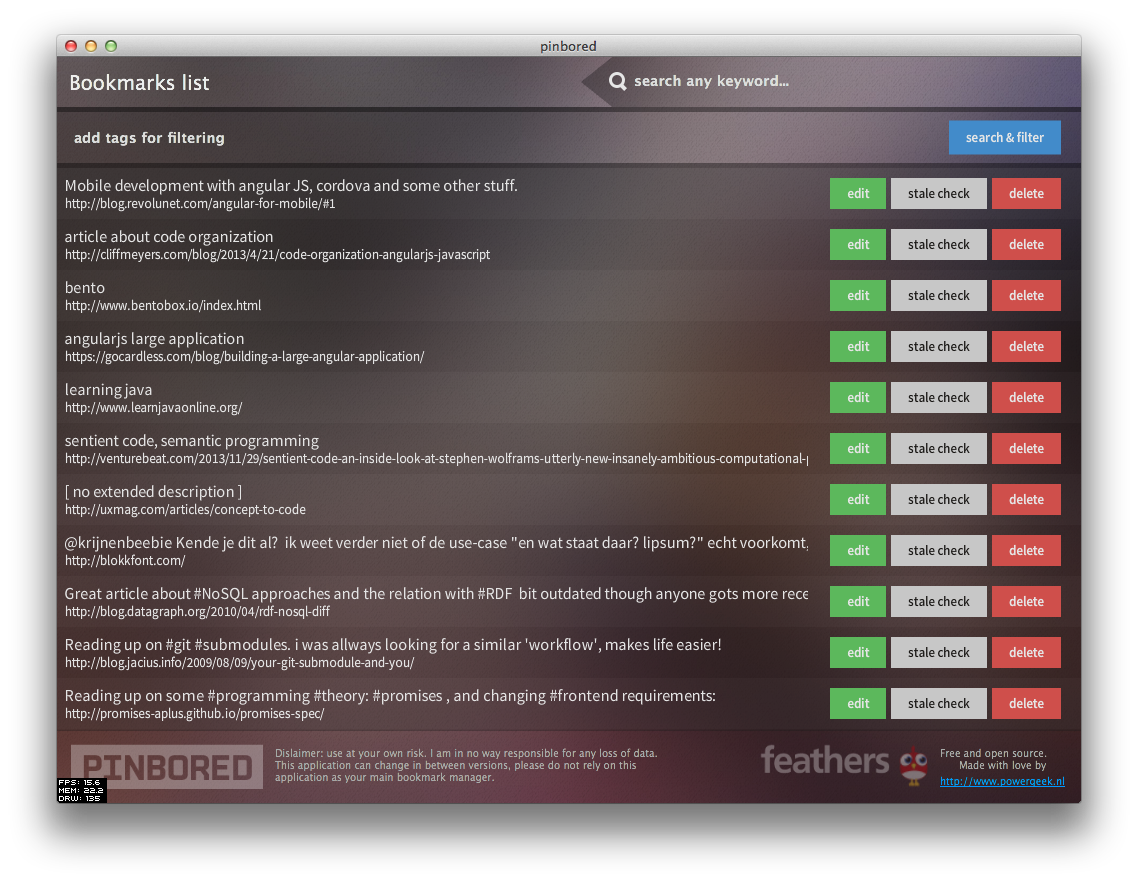 pinbored
Bookmarks list
search any keyword...
add tags for filtering
search & filter
Mobile development with angular JS, cordova and some other stuff.
http://blog.revolunet.com/angular-for-mobile/#1
edit stale check delete
article about code organization
http://cliffmeyers.com/blog/2013/4/21/code-organization-angularjs-javascript
edit stale check delete
bento
http://www.bentobox.io/index.html
edit stale check delete
angularjs large application
https://gocardless.com/blog/building-a-large-angular-application/
edit stale check delete
learning java
http://www.learnjavaonline.org/
edit stale check delete
sentient code, semantic programming
http://venturebeat.com/2013/11/29/sentient-code-an-inside-look-at-stephen-wolframs-utterly-new-insanely-ambitious-computational-
edit stale check delete
[ no extended description ]
http://uxmag.com/articles/concept-to-code
edit stale check delete
@krijnenbeebie Kende je dit al? ik weet verder niet of de use-case "en wat staat daar? lipsum?" echt voorkomt,
http://blokkfont.com/
edit stale check delete
Great article about #NoSQL approaches and the relation with #RDF bit outdated though anyone gots more rece
http://blog.datagraph.org/2010/04/rdf-nosql-diff
edit stale check delete
Reading up on #git #submodules. i was allways looking for a similar 'workflow', makes life easier!
http://blog.jacius.info/2009/08/09/your-git-submodule-and-you/
edit stale check delete
Reading up on some #programming #theory: #promises , and changing #frontend requirements:
http://promises-aplus.github.io/promises-spec/
edit stale check delete
PINBORED
Dislaimer: use at your own risk. I am in no way responsible for any loss of data.
This application can change in between versions, please do not rely on this
application as your main bookmark manager.
feathers
Free and open source.
Made with love by
http://www.powergeek.nl
FPS: 15.6
MEM: 22.2
DRW: 135